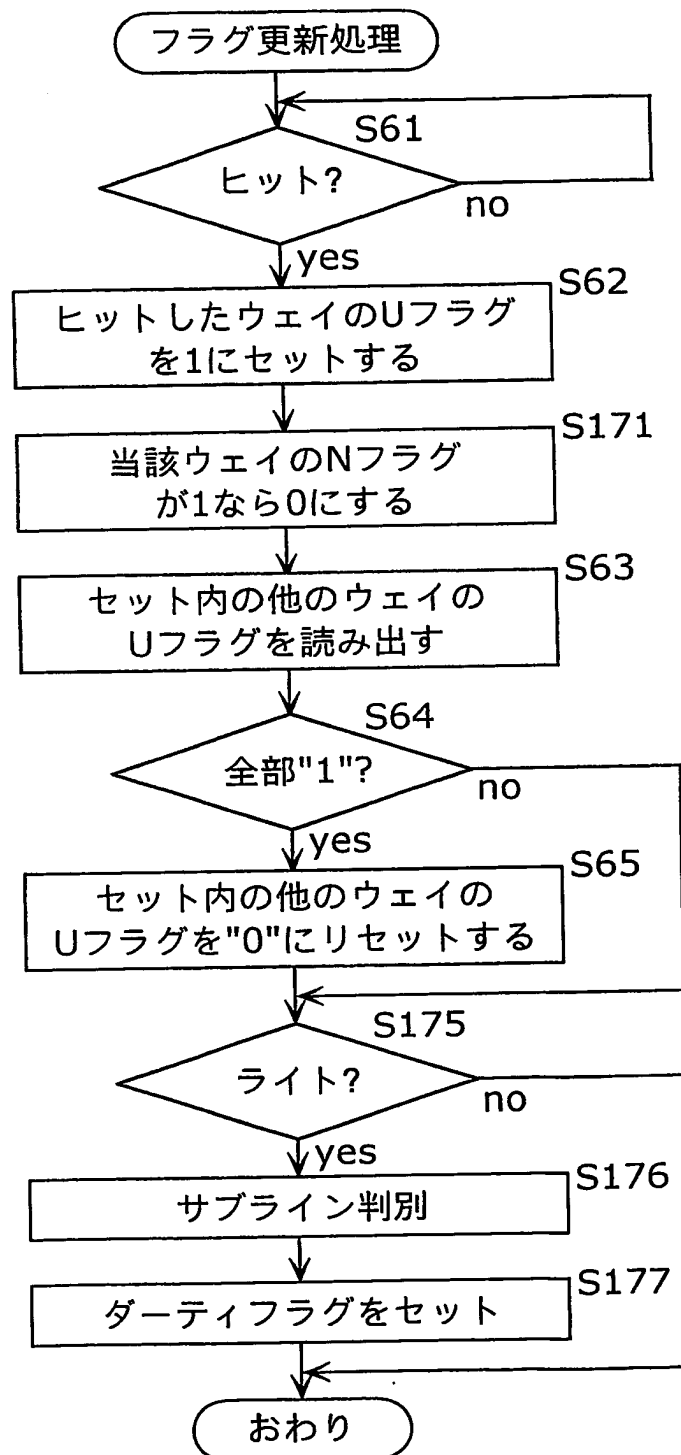 フラグ更新処理
S61
ヒット?
no
yes
S62
ヒットしたウェイのUフラグ
を1にセットする
S171
当該ウェイのNフラグ
が1なら0にする
S63
セット内の他のウェイの
Uフラグを読み出す
S64
全部"1"?
no
yes
S65
セット内の他のウェイの
Uフラグを"0"にリセットする
S175
ライト?
no
yes
S176
サブライン判別
S177
ダーティフラグをセット
おわり